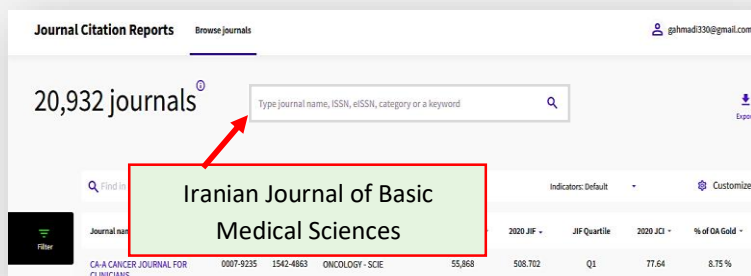 Journal Citation Reports Browse journals gahmadi330@gmail.com
20,932 journals
Type journal name, ISSN, eISSN, category or a keyword
Export
Find in
Iranian Journal of Basic
Medical Sciences
Indicators: Default Customize
Filter
Journal 2020 JIF JIF Quartile 2020 JCI % of OA Gold
CA-A CANCER JOURNAL FOR 0007-9235 1542-4863 ONCOLOGY - SCIE 55,868 508.702 Q1 77.64 8.75 %
CLINICIANS